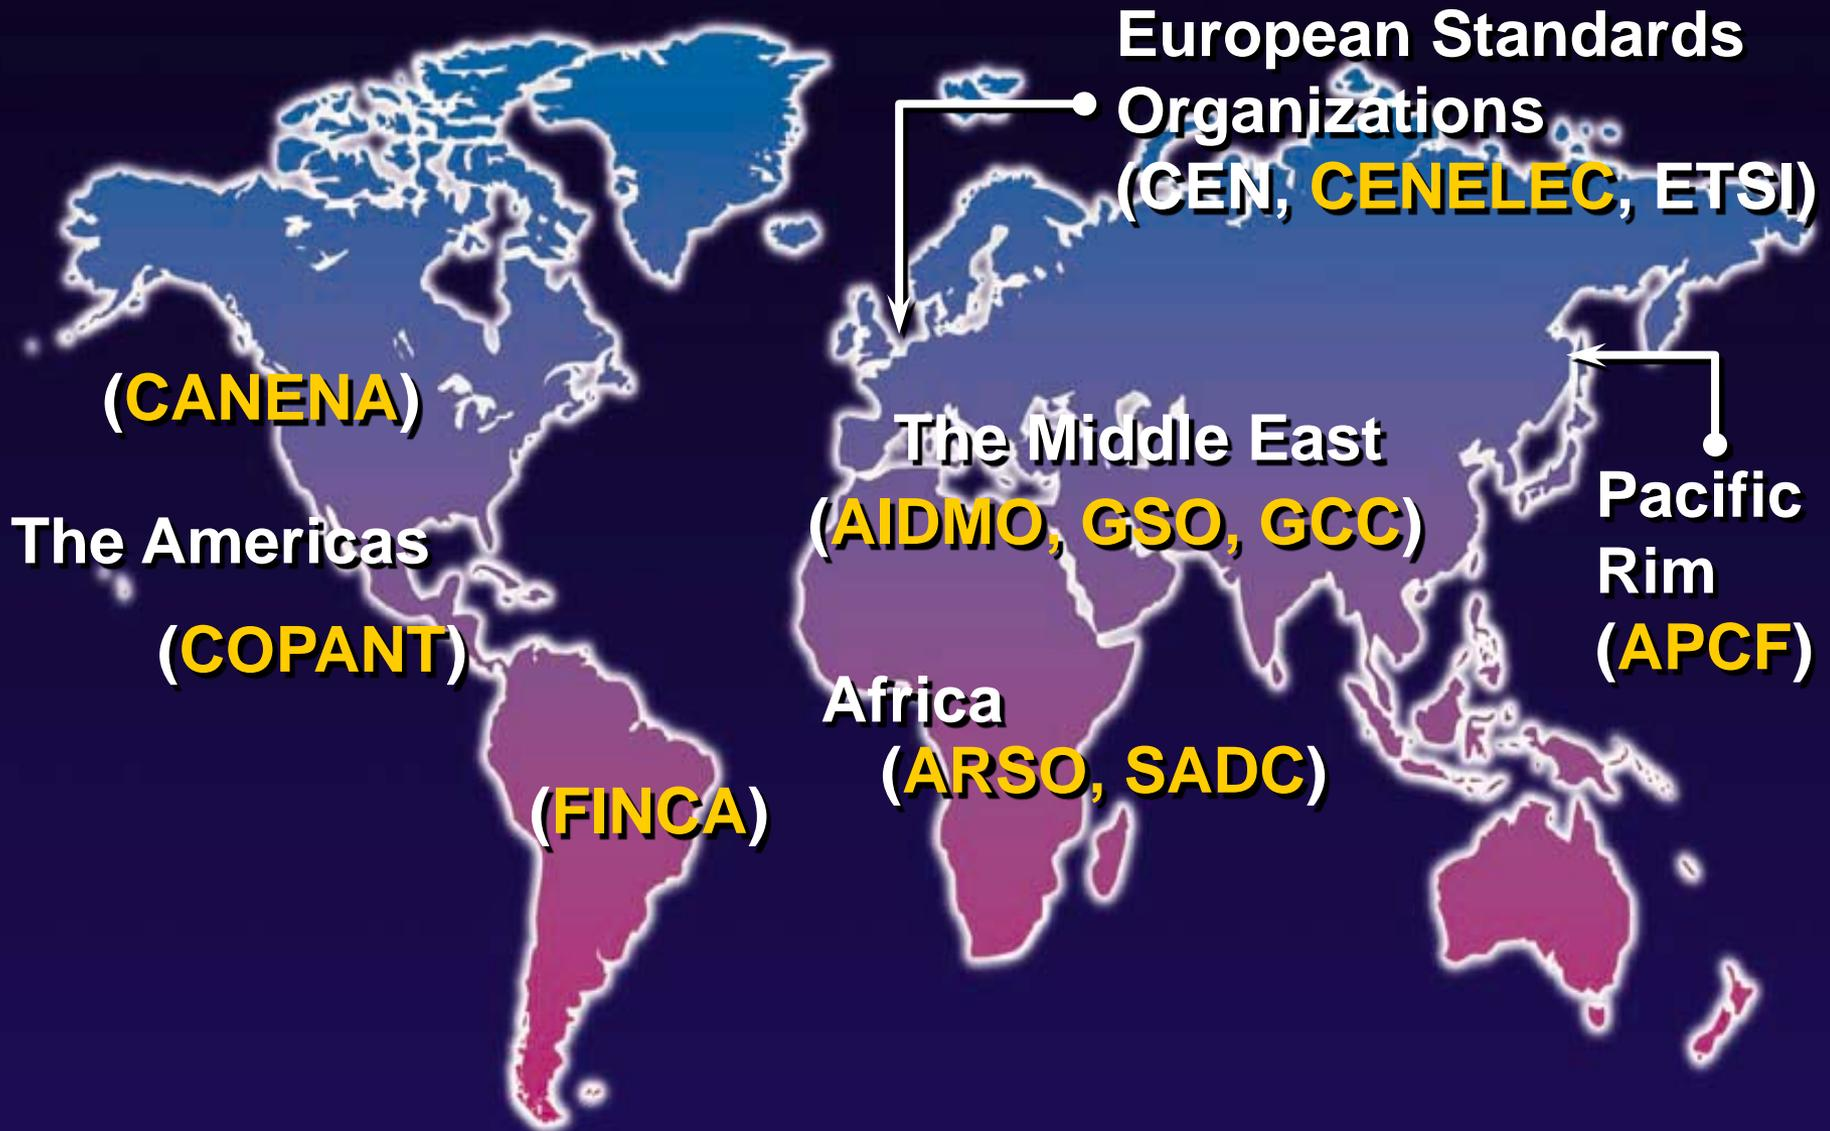 European Standards
Organizations
(CEN, CENELEC, ETSI)
(CANENA)
The Americas
(COPANT)
(FINCA)
The Middle East
(AIDMO, GSO, GCC)
Africa
(ARSO, SADC)
Pacific
Rim
(APCF)